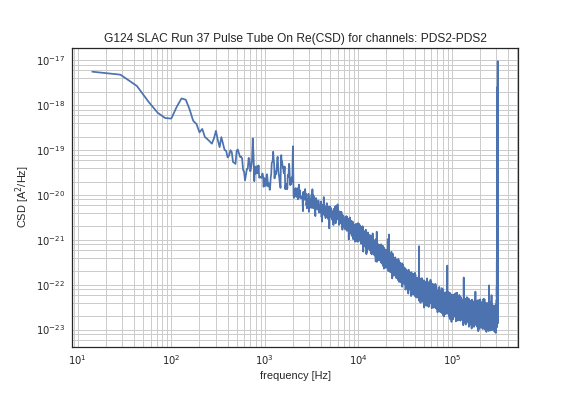 G124 SLAC Run 37 Pulse Tube On Re(CSD) for channels: PDS2-PDS2
CSD [A²/Hz]
10⁻¹⁷
10⁻¹⁸
10⁻¹⁹
10⁻²⁰
10⁻²¹
10⁻²²
10⁻²³
10¹ 10² 10³ 10⁴ 10⁵
frequency [Hz]